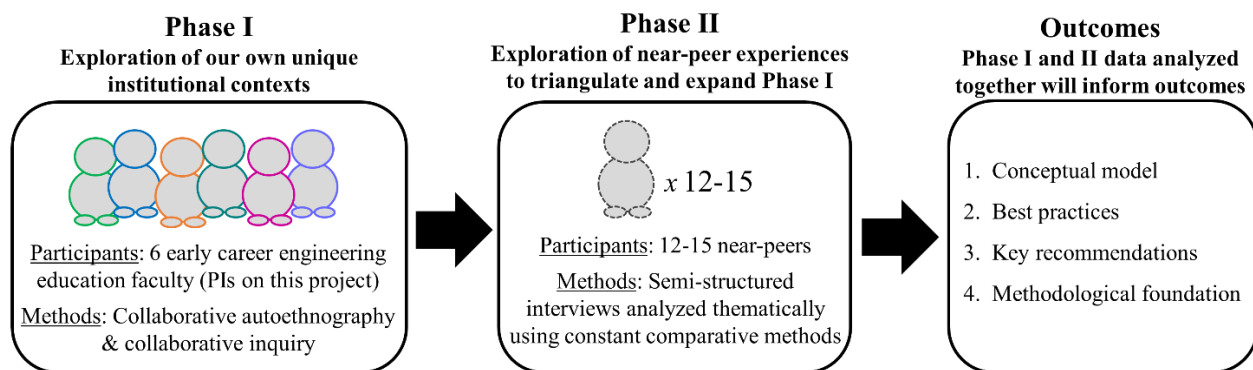 Phase I
Exploration of our own unique
institutional contexts
Participants: 6 early career engineering
education faculty (PIs on this project)
Methods: Collaborative autoethnography
& collaborative inquiry
Phase II
Exploration of near-peer experiences
to triangulate and expand Phase I
x 12-15
Participants: 12-15 near-peers
Methods: Semi-structured
interviews analyzed thematically
using constant comparative methods
Outcomes
Phase I and II data analyzed
together will inform outcomes
1. Conceptual model
2. Best practices
3. Key recommendations
4. Methodological foundation